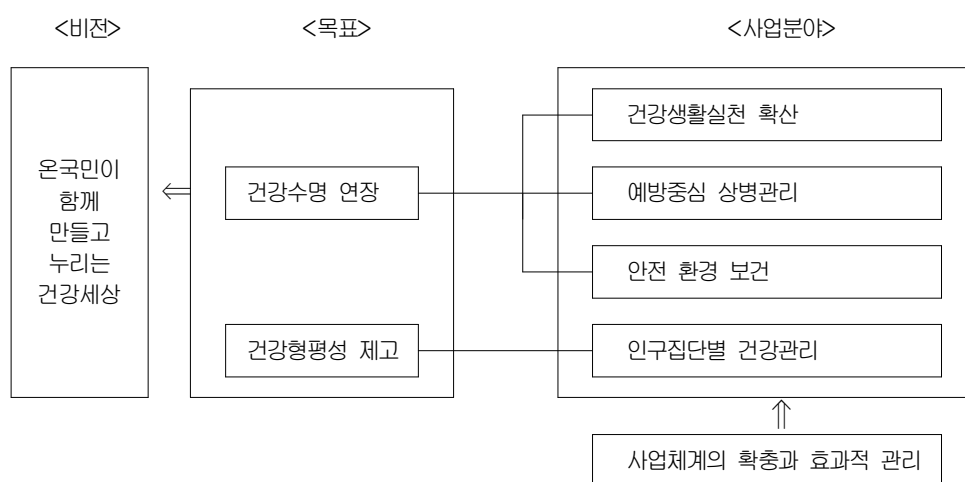 <비전>
<목표>
<사업분야>
온국민이
함께
만들고
누리는
건강세상
건강수명 연장
건강형평성 제고
건강생활실천 확산
예방중심 상병관리
안전 환경 보건
인구집단별 건강관리
사업체계의 확충과 효과적 관리